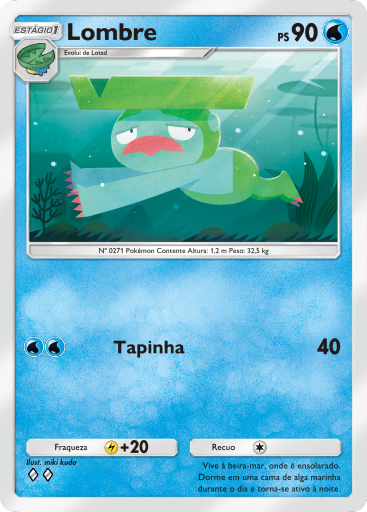 ESTÁGIO 1
Lombre
PS 90
Evolui de Lotad
Nº 0271 Pokémon Contente Altura: 1,2 m Peso: 32,5 kg
Tapinha 40
Fraqueza +20 Recuo
Ilust. miki kudo
Vive à beira-mar, onde é ensolarado.
Dorme em uma cama de alga marinha
durante o dia e torna-se ativo à noite.